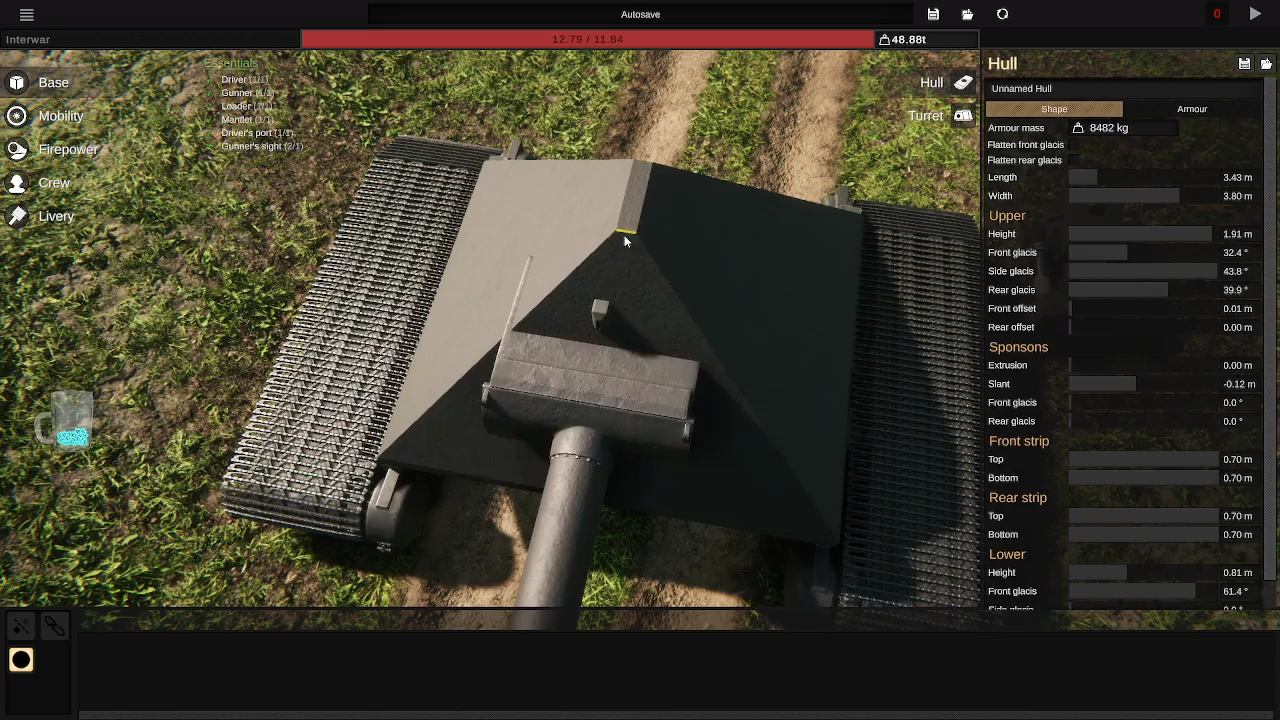 Autosave
0
Interwar
12.79 / 11.84
48.88t
Essentials
Driver (1/1)
Gunner (1/1)
Loader (1/1)
Mantlet (1/1)
Driver's port (1/1)
Gunner's sight (2/1)
Base
Mobility
Firepower
Crew
Livery
Hull
Turret
Hull
Unnamed Hull
Shape Armour
Armour mass 8482 kg
Flatten front glacis
Flatten rear glacis
Length 3.43 m
Width 3.80 m
Upper
Height 1.91 m
Front glacis 32.4 °
Side glacis 43.8 °
Rear glacis 39.9 °
Front offset 0.01 m
Rear offset 0.00 m
Sponsons
Extrusion 0.00 m
Slant -0.12 m
Front glacis 0.0 °
Rear glacis 0.0 °
Front strip
Top 0.70 m
Bottom 0.70 m
Rear strip
Top 0.70 m
Bottom 0.70 m
Lower
Height 0.81 m
Front glacis 61.4 °